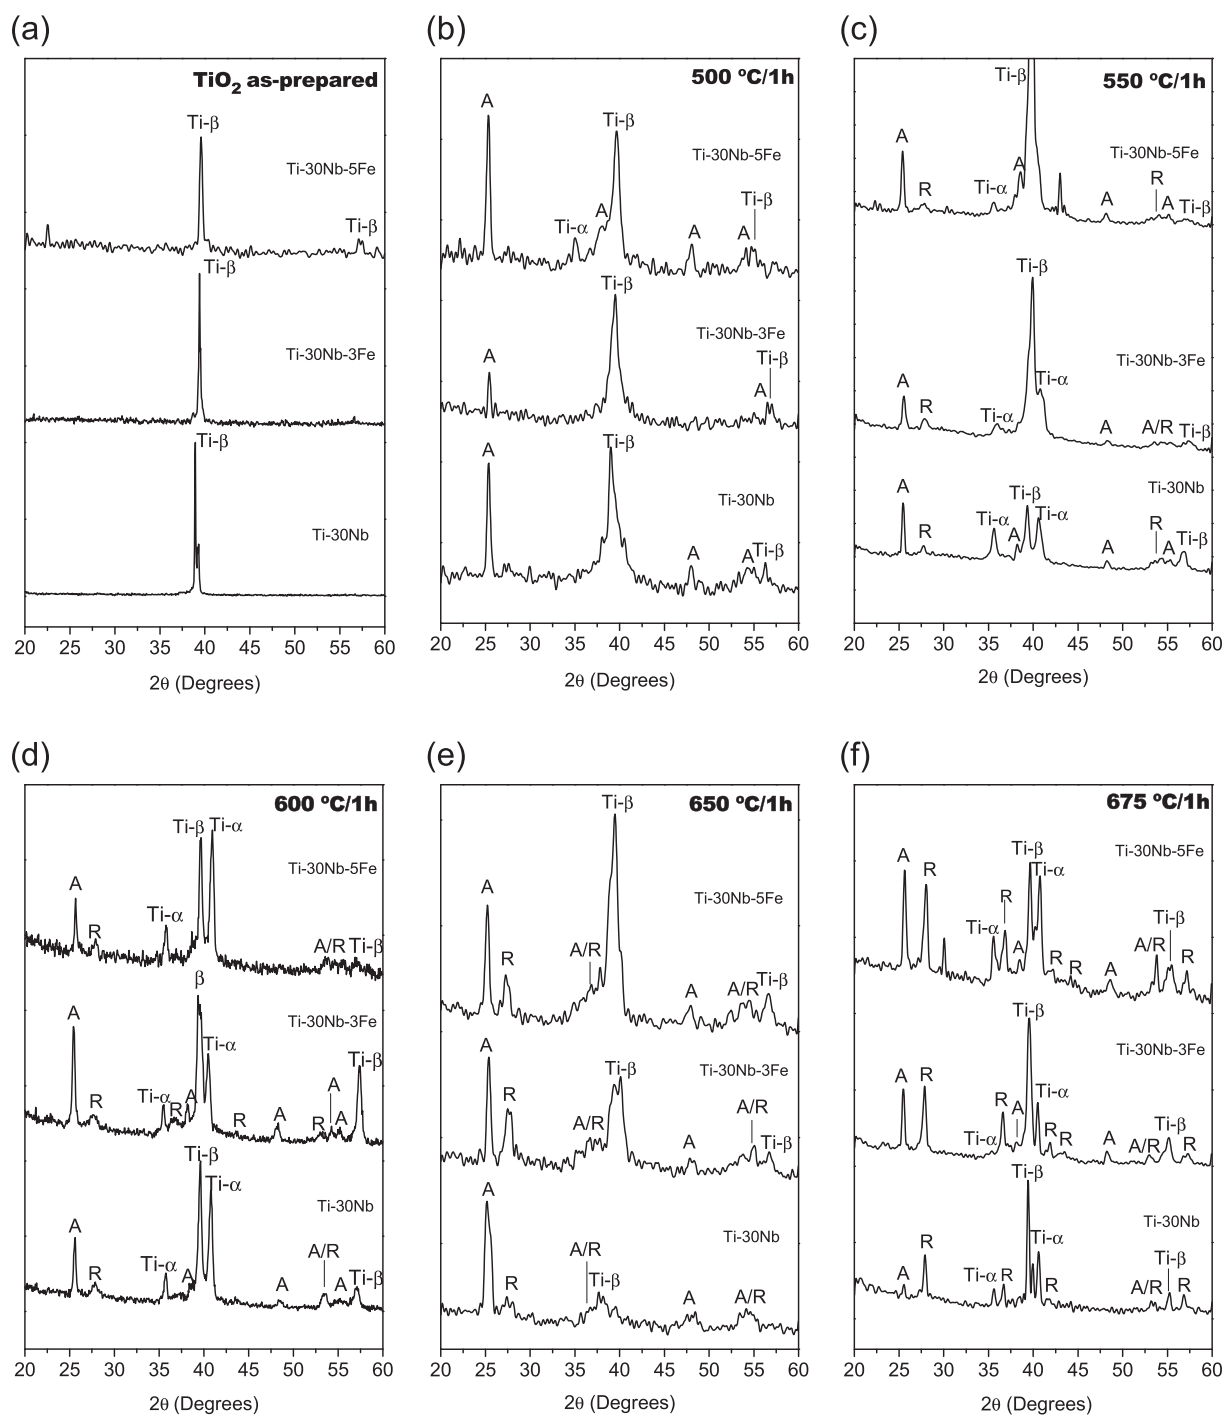 (a)
TiO2 as-prepared
Ti-β
Ti-30Nb-5Fe
Ti-β
Ti-β
Ti-30Nb-3Fe
Ti-β
Ti-30Nb
20 25 30 35 40 45 50 55 60
2θ (Degrees)
(b)
500 ºC/1h
A
Ti-β
Ti-30Nb-5Fe
Ti-β
A
Ti-α
A
A
Ti-β
Ti-30Nb-3Fe
A
Ti-β
A
Ti-β
A
Ti-30Nb
A
A
Ti-β
20 25 30 35 40 45 50 55 60
2θ (Degrees)
(c)
Ti-β
550 ºC/1h
A
Ti-30Nb-5Fe
A
R
R
Ti-α
A
A
Ti-β
Ti-β
Ti-30Nb-3Fe
A
Ti-α
R
Ti-α
A
A/R
Ti-β
A
Ti-30Nb
Ti-β
Ti-α
Ti-α
R
R
A
A
A
Ti-β
20 25 30 35 40 45 50 55 60
2θ (Degrees)
(d)
600 ºC/1h
Ti-β
Ti-α
Ti-30Nb-5Fe
A
Ti-α
R
A/R
Ti-β
β
A
Ti-30Nb-3Fe
Ti-α
Ti-β
Ti-α
A
A
R
R
A
R
A
Ti-β
Ti-α
Ti-30Nb
A
A/R
Ti-α
R
A
A
A
Ti-β
20 25 30 35 40 45 50 55 60
2θ (Degrees)
(e)
Ti-β
650 ºC/1h
A
Ti-30Nb-5Fe
A/R
R
A
A/R
Ti-β
A
Ti-β
Ti-30Nb-3Fe
R
A/R
A/R
A
Ti-β
A
Ti-30Nb
A/R
R
Ti-β
A
A/R
20 25 30 35 40 45 50 55 60
2θ (Degrees)
(f)
675 ºC/1h
A
R
Ti-β
Ti-30Nb-5Fe
Ti-α
R
Ti-α
A
R
R
A
A/R
Ti-β
R
Ti-β
A
R
Ti-30Nb-3Fe
Ti-α
R
A
Ti-α
R
R
A
A/R
Ti-β
R
Ti-β
Ti-30Nb
R
Ti-α
A
Ti-α
R
R
A/R
Ti-β
R
20 25 30 35 40 45 50 55 60
2θ (Degrees)